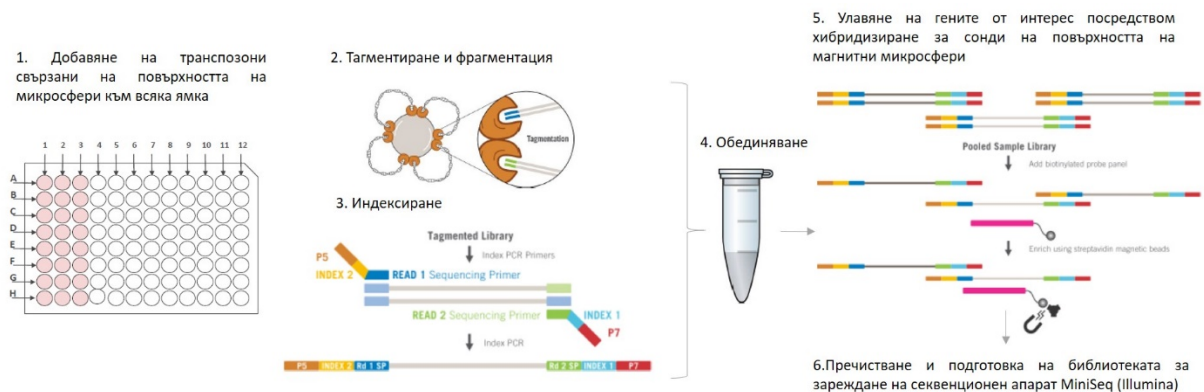 1. Добавяне на транспозони
свързани на повърхността на
микросфери към всяка ямка
1 2 3 4 5 6 7 8 9 10 11 12
A
B
C
D
E
F
G
H
2. Тагментиране и фрагментация
Tagmentation
3. Индексиране
Tagmented Library
Index PCR Primers
P5
INDEX 2
READ 1 Sequencing Primer
READ 2 Sequencing Primer
INDEX 1
P7
Index PCR
P5 INDEX 2 Rd 1 SP Rd 2 SP INDEX 1 P7
4. Обединяване
5. Улавяне на гените от интерес посредством
хибридизиране за сонди на повърхността на
магнитни микросфери
Pooled Sample Library
Add biotinylated probe panel
Enrich using streptavidin magnetic beads
6.Пречистване и подготовка на библиотеката за
зареждане на секвенционен апарат MiniSeq (Illumina)